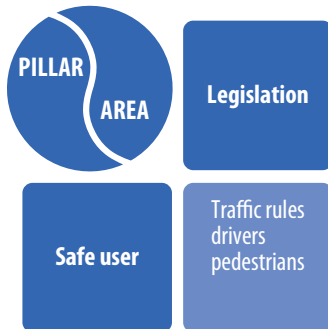 PILLAR
AREA
Legislation
Safe user
Traffic rules
drivers
pedestrians